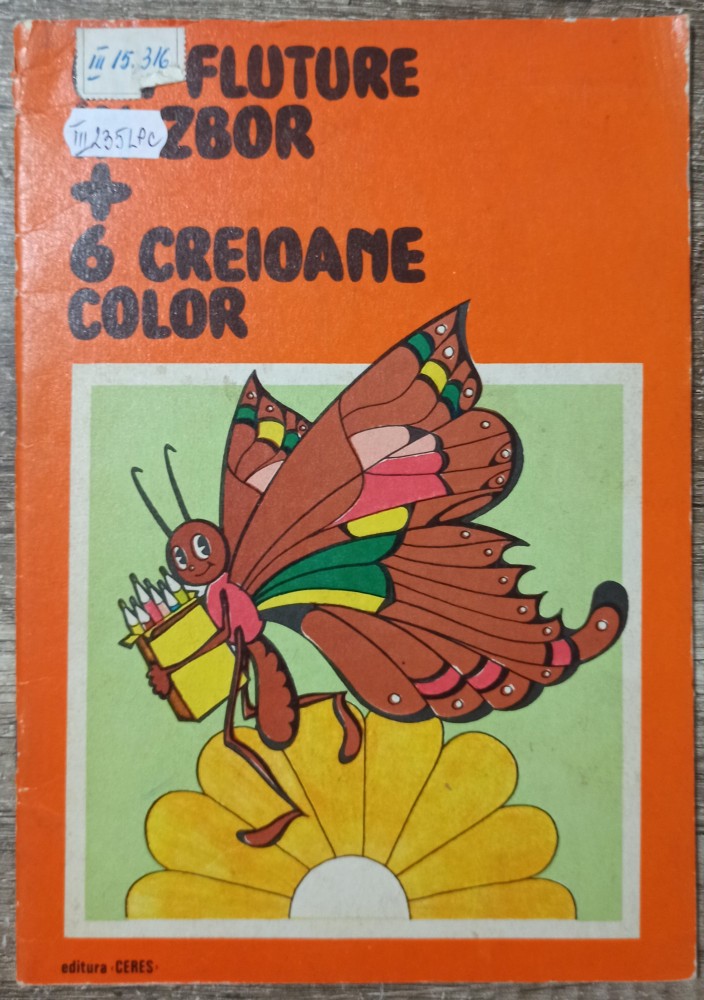 III 15.316
FLUTURE
III 235LPC
ZBOR
+
6 CREIOANE
COLOR
editura ‹CERES›